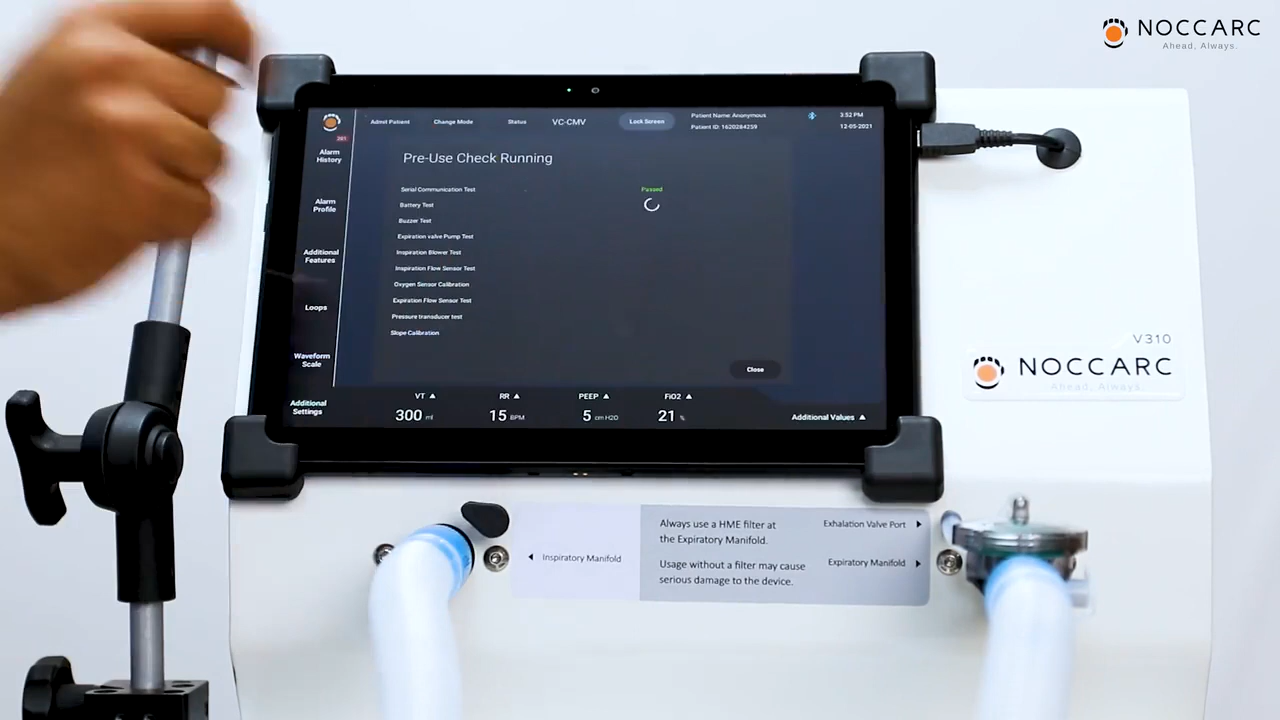 NOCCARC
Ahead, Always.
Admit Patient
Change Mode
Status
VC-CMV
Lock Screen
Patient Name: Anonymous
Patient ID: 1620284259
3:52 PM
12-05-2021
201
Alarm
History
Alarm
Profile
Additional
Features
Loops
Waveform
Scale
Additional
Settings
Pre-Use Check Running
Serial Communication Test
Passed
Battery Test
Buzzer Test
Expiration valve Pump Test
Inspiration Blower Test
Inspiration Flow Sensor Test
Oxygen Sensor Calibration
Expiration Flow Sensor Test
Pressure transducer test
Slope Calibration
Close
VT ▲
300 ml
RR ▲
15 BPM
PEEP ▲
5 cm H2O
FiO2 ▲
21 %
Additional Values ▲
V310
NOCCARC
Ahead, Always.
◀ Inspiratory Manifold
Always use a HME filter at
the Expiratory Manifold.
Usage without a filter may cause
serious damage to the device.
Exhalation Valve Port ▶
Expiratory Manifold ▶